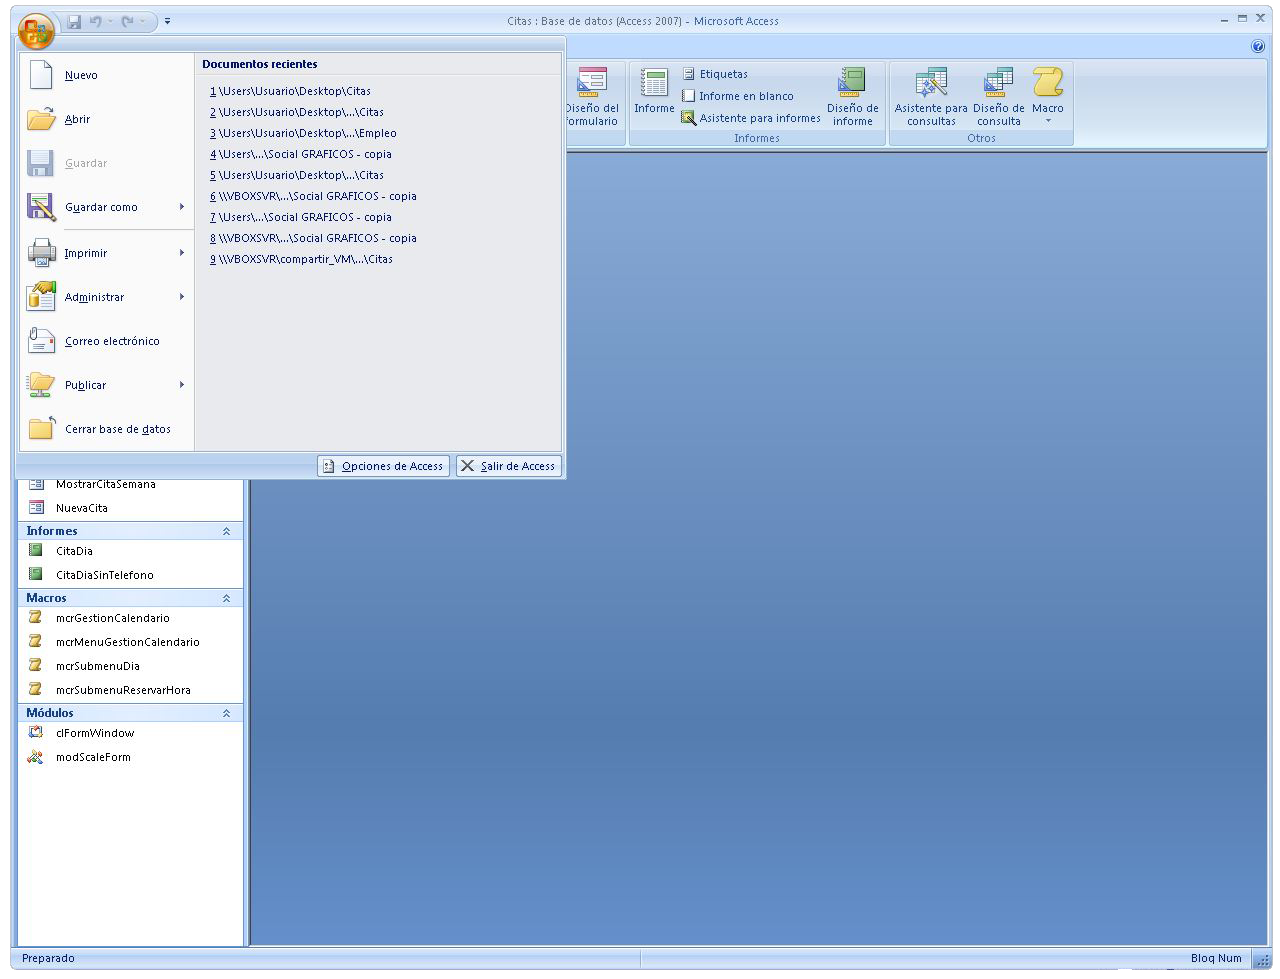 Citas : Base de datos (Access 2007) - Microsoft Access
Nuevo
Abrir
Guardar
Guardar como
Imprimir
Administrar
Correo electrónico
Publicar
Cerrar base de datos
Documentos recientes
1 \Users\Usuario\Desktop\Citas
2 \Users\Usuario\Desktop\...\Citas
3 \Users\Usuario\Desktop\...\Empleo
4 \Users\...\Social GRAFICOS - copia
5 \Users\Usuario\Desktop\...\Citas
6 \\VBOXSVR\...\Social GRAFICOS - copia
7 \Users\...\Social GRAFICOS - copia
8 \\VBOXSVR\...\Social GRAFICOS - copia
9 \\VBOXSVR\compartir_VM\...\Citas
Opciones de Access
Salir de Access
Diseño del
formulario
Informe
Etiquetas
Informe en blanco
Asistente para informes
Diseño de
informe
Informes
Asistente para
consultas
Diseño de
consulta
Macro
Otros
MostrarCitaSemana
NuevaCita
Informes
CitaDia
CitaDiaSinTelefono
Macros
mcrGestionCalendario
mcrMenuGestionCalendario
mcrSubmenuDia
mcrSubmenuReservarHora
Módulos
clFormWindow
modScaleForm
Preparado
Bloq Num